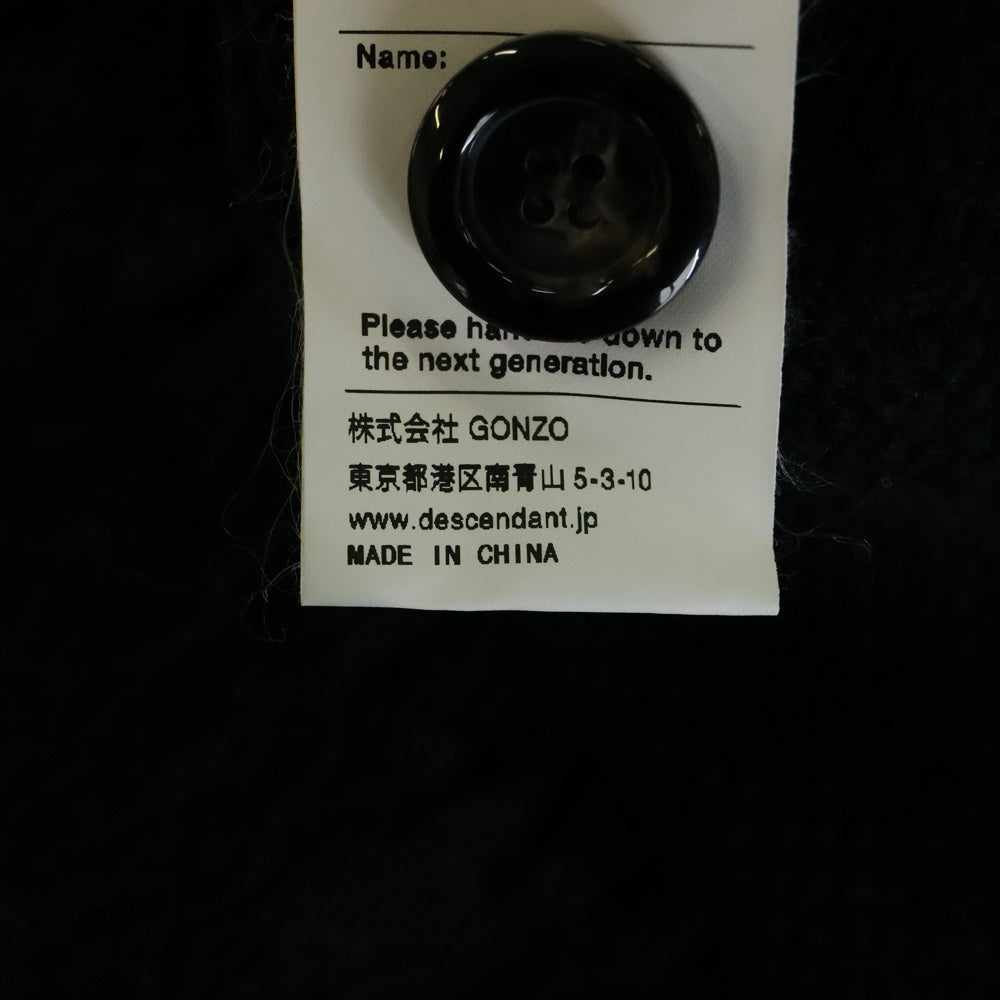 Name:
Please down to
the next generation.
株式会社 GONZO
東京都港区南青山 5-3-10
www.descendant.jp
MADE IN CHINA